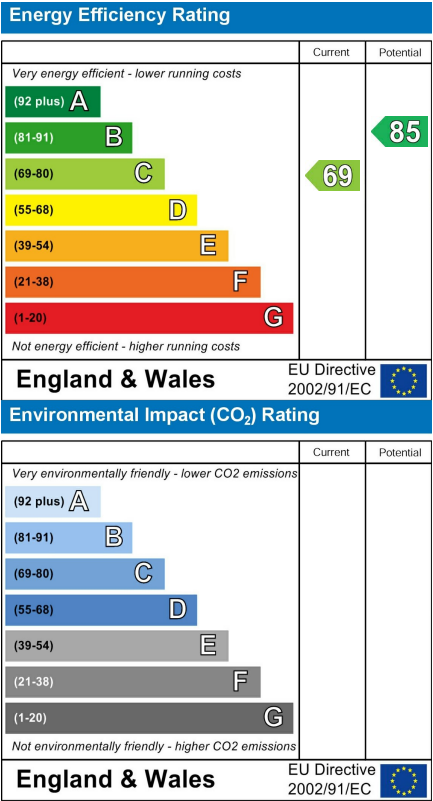 Energy Efficiency Rating
Current Potential
Very energy efficient - lower running costs
(92 plus) A
(81-91) B
85
(69-80) C
69
(55-68) D
(39-54) E
(21-38) F
(1-20) G
Not energy efficient - higher running costs
England & Wales
EU Directive
2002/91/EC
Environmental Impact (CO₂) Rating
Current Potential
Very environmentally friendly - lower CO2 emissions
(92 plus) A
(81-91) B
(69-80) C
(55-68) D
(39-54) E
(21-38) F
(1-20) G
Not environmentally friendly - higher CO2 emissions
England & Wales
EU Directive
2002/91/EC